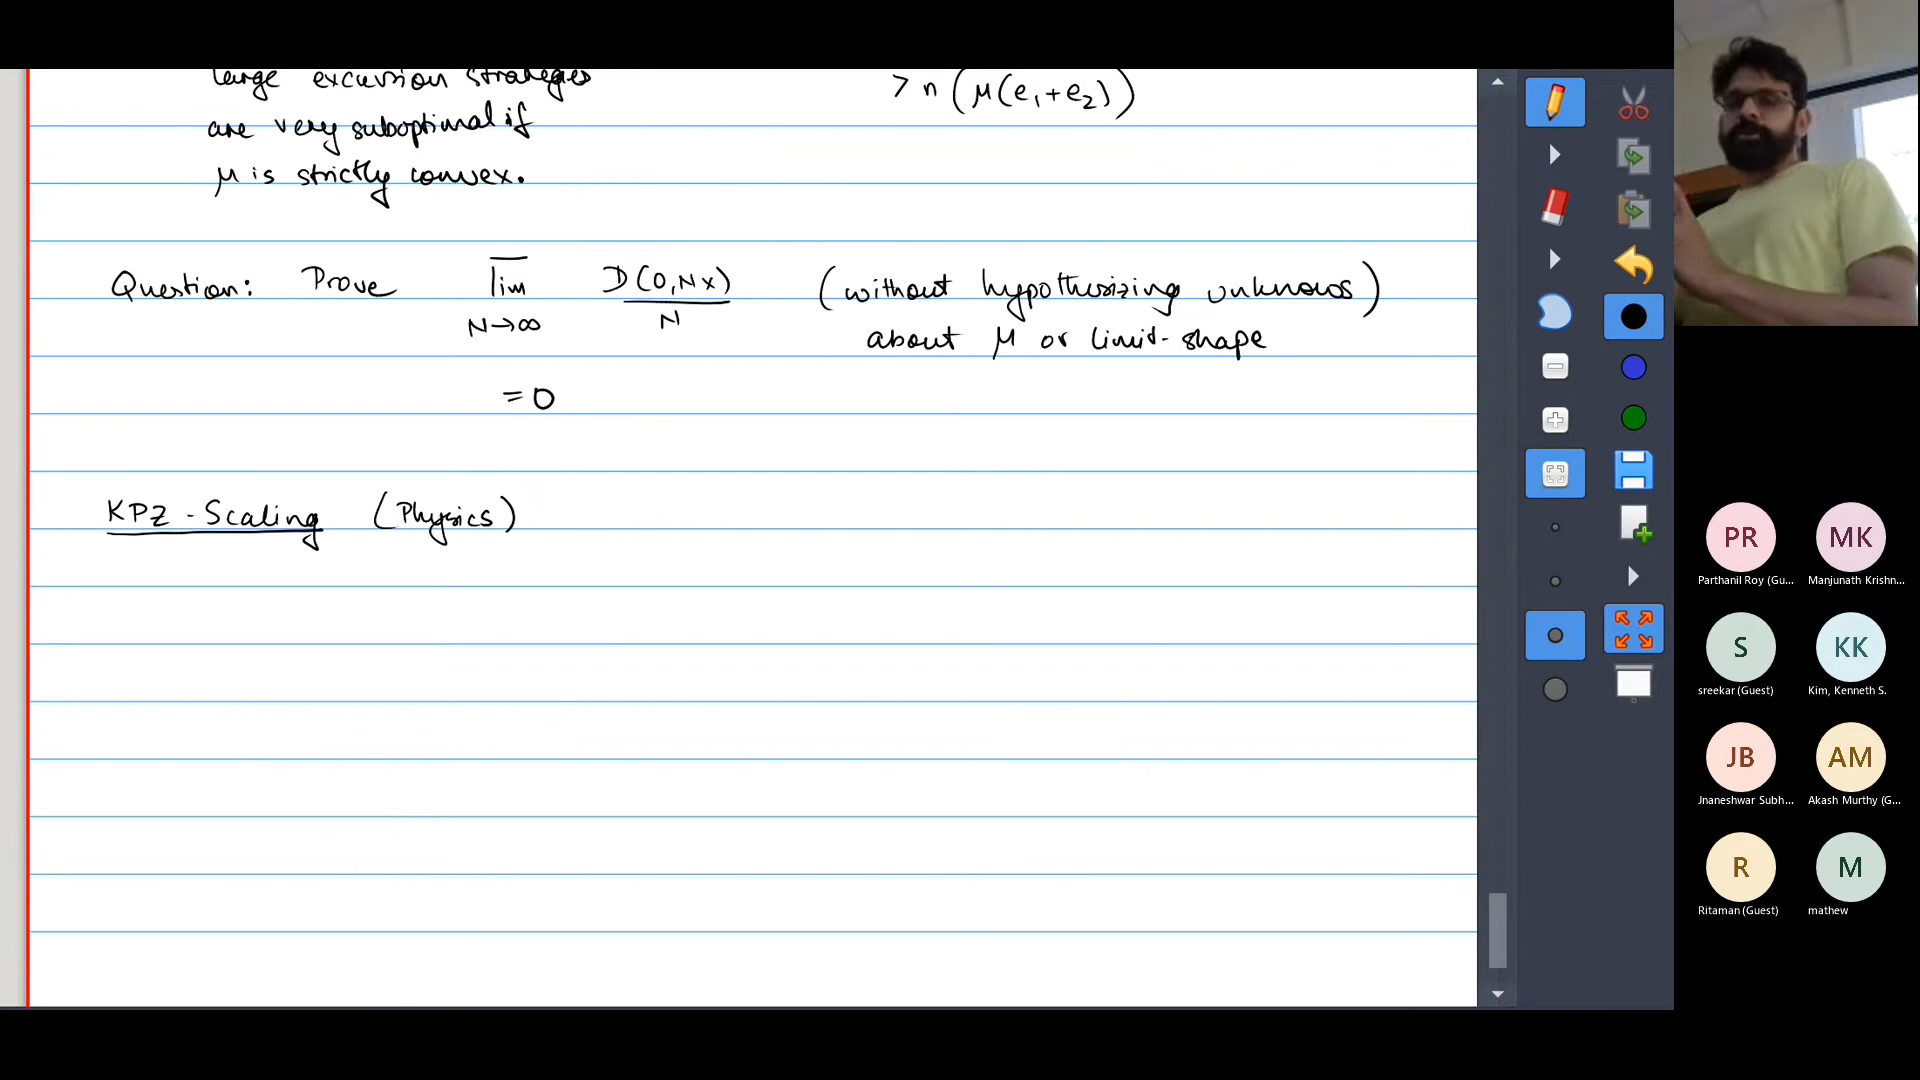 large excursion strategies
are very suboptimal if
μ is strictly convex.
> n (μ(e₁+e₂))
Question: Prove lim N→∞ D(0,Nx) / N (without hypothesizing unknowns)
about μ or limit-shape
= 0
KPZ - Scaling (Physics)
PR
MK
Parthanil Roy (Gu...
Manjunath Krishn...
S
KK
sreekar (Guest)
Kim, Kenneth S.
JB
AM
Jnaneshwar Subh...
Akash Murthy (G...
R
M
Ritaman (Guest)
mathew